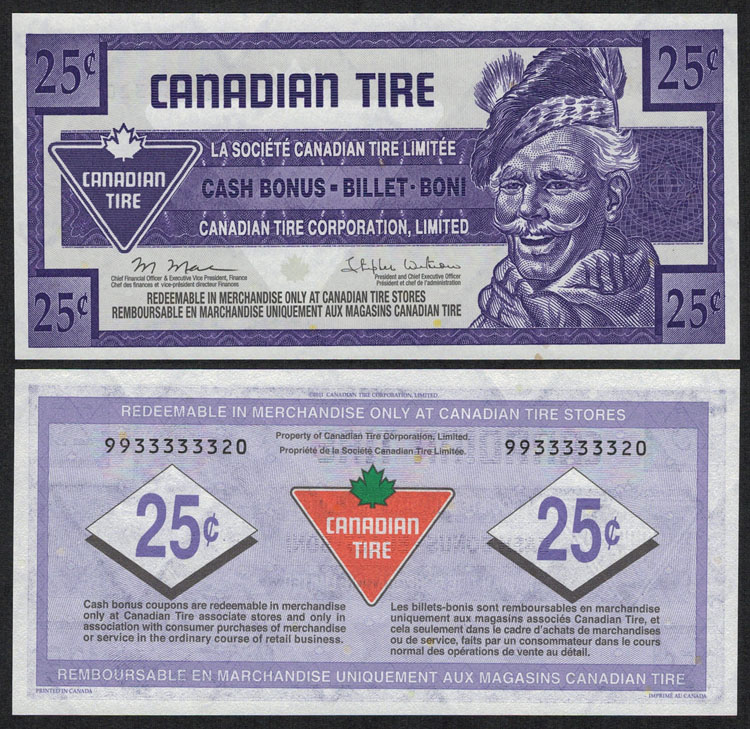 25¢
CANADIAN TIRE
25¢
LA SOCIÉTÉ CANADIAN TIRE LIMITÉE
CANADIAN
TIRE
CASH BONUS - BILLET · BONI
CANADIAN TIRE CORPORATION, LIMITED
Chief Financial Officer & Executive Vice President, Finance
Chef des finances et vice-président directeur Finances
President and Chief Executive Officer
Président et chef de l'administration
25¢
REDEEMABLE IN MERCHANDISE ONLY AT CANADIAN TIRE STORES
REMBOURSABLE EN MARCHANDISE UNIQUEMENT AUX MAGASINS CANADIAN TIRE
25¢
CANADIAN TIRE CORPORATION, LIMITED.
REDEEMABLE IN MERCHANDISE ONLY AT CANADIAN TIRE STORES
Property of Canadian Tire Corporation, Limited.
Propriété de la Société Canadian Tire Limitée.
9933333320
9933333320
25¢
CANADIAN
TIRE
25¢
Cash bonus coupons are redeemable in merchandise
only at Canadian Tire associate stores and only in
association with consumer purchases of merchandise
or service in the ordinary course of retail business.
Les billets-bonis sont remboursables en marchandise
uniquement aux magasins associés Canadian Tire, et
cela seulement dans le cadre d'achats de marchandises
ou de service, faits par un consommateur dans le cours
normal des opérations de vente au détail.
REMBOURSABLE EN MARCHANDISE UNIQUEMENT AUX MAGASINS CANADIAN TIRE
PRINTED IN CANADA
IMPRIMÉ AU CANADA